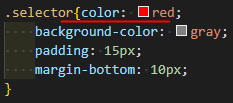 .selector{color: red;
background-color: gray;
padding: 15px;
margin-bottom: 10px;
}